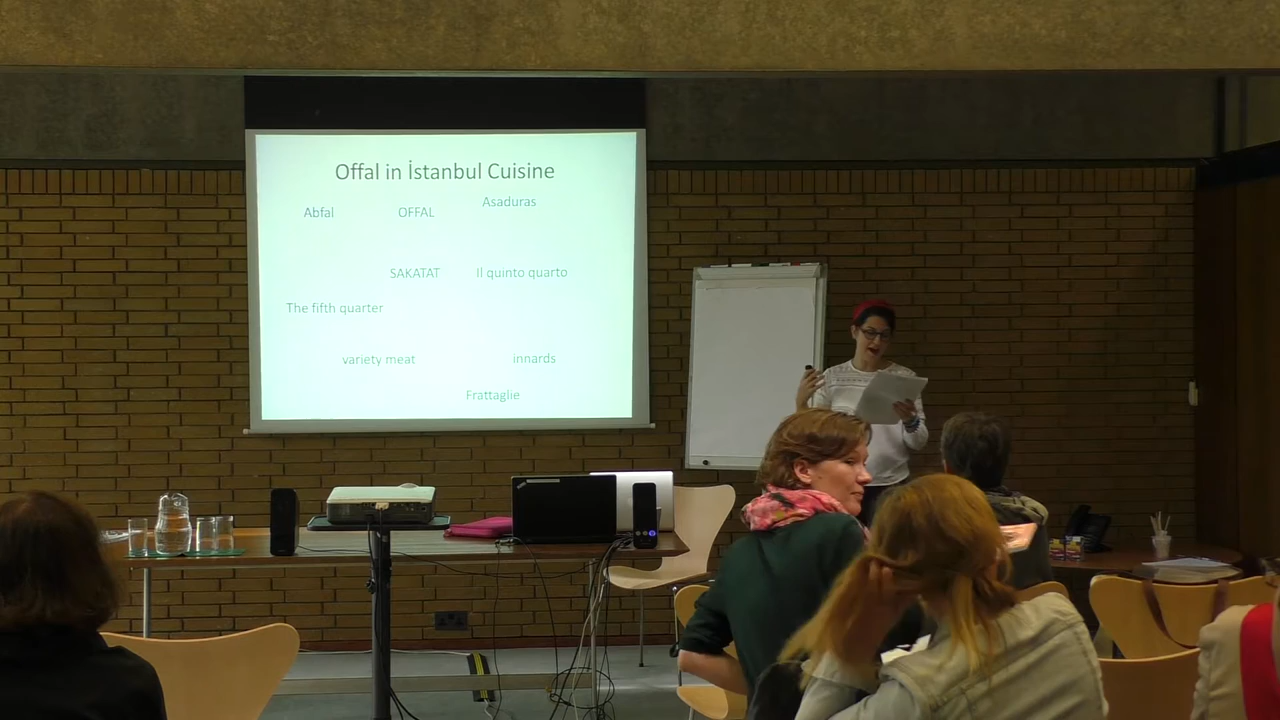 Offal in İstanbul Cuisine
Abfal
OFFAL
Asaduras
SAKATAT
Il quinto quarto
The fifth quarter
variety meat
innards
Frattaglie